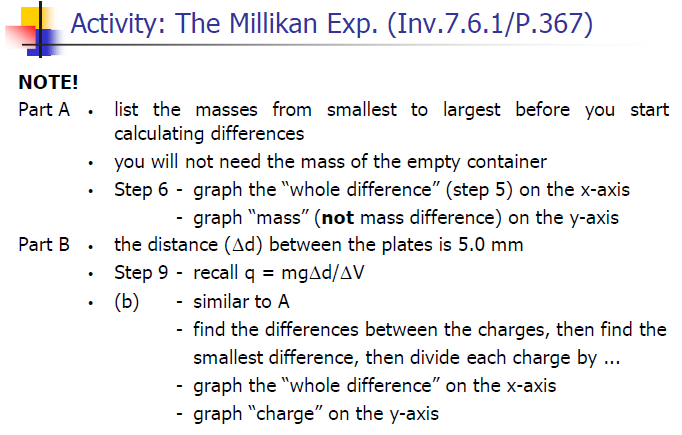 Activity: The Millikan Exp. (Inv.7.6.1/P.367)
NOTE!
Part A • list the masses from smallest to largest before you start
calculating differences
• you will not need the mass of the empty container
• Step 6 - graph the “whole difference” (step 5) on the x-axis
- graph “mass” (not mass difference) on the y-axis
Part B • the distance (Δd) between the plates is 5.0 mm
• Step 9 - recall q = mgΔd/ΔV
• (b) - similar to A
- find the differences between the charges, then find the
smallest difference, then divide each charge by ...
- graph the “whole difference” on the x-axis
- graph “charge” on the y-axis